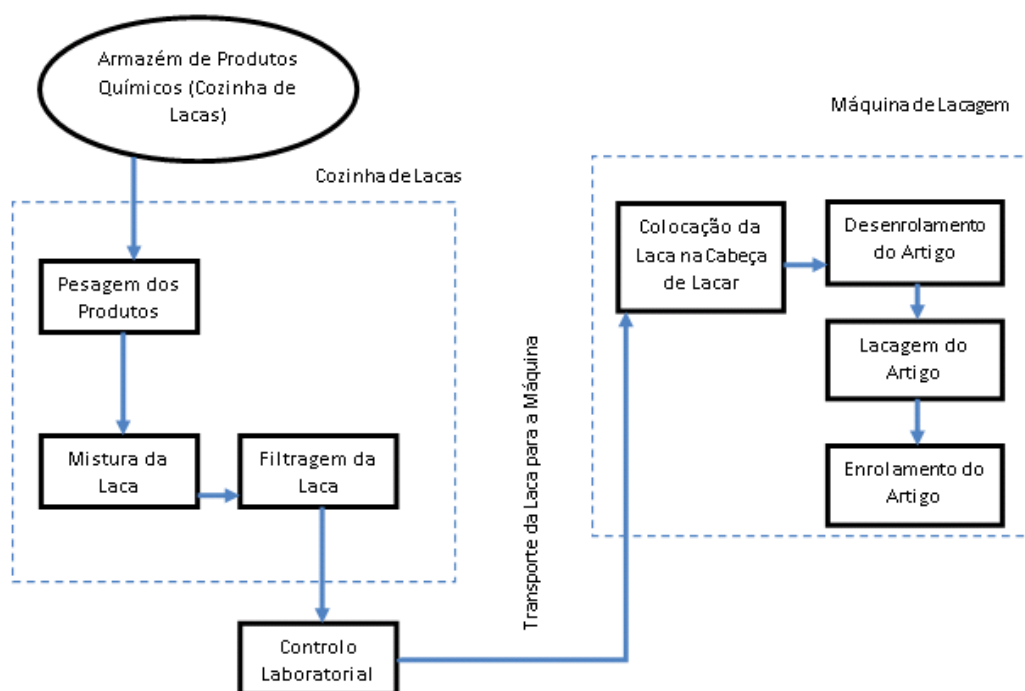 Armazém de Produtos
Químicos (Cozinha de
Lacas)
Cozinha de Lacas
Pesagem dos
Produtos
Mistura da
Laca
Filtragem da
Laca
Controlo
Laboratorial
Transporte da Laca para a Máquina
Máquina de Lacagem
Colocação da
Laca na Cabeça
de Lacar
Desenrolamento
do Artigo
Lacagem do
Artigo
Enrolamento do
Artigo